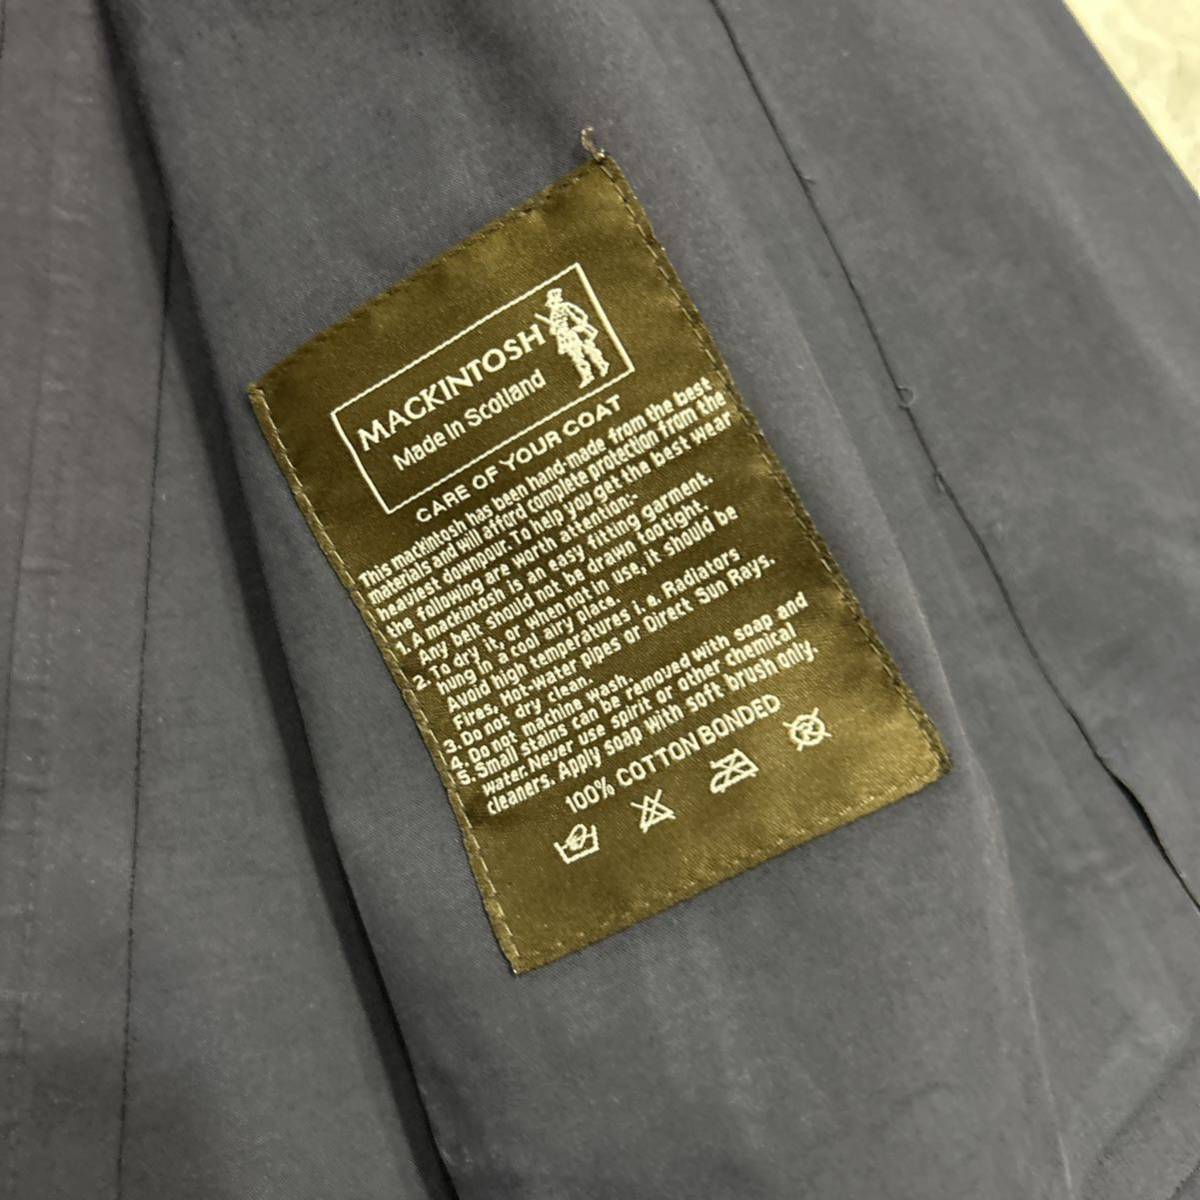 MACKINTOSH
Made in Scotland
CARE OF YOUR COAT
This mackintosh has been hand-made from the best
materials and will afford complete protection from the
heaviest downpour. To help you get the best wear
the following are worth attention:-
1. A mackintosh is an easy fitting garment.
Any belt should not be drawn too tight.
2. To dry it, or when not in use, it should be
hung in a cool airy place.
Avoid high temperatures i.e. Radiators
Fires, Hot-water pipes or Direct Sun Rays.
3. Do not dry clean.
4. Do not machine wash.
5. Small stains can be removed with soap and
water. Never use spirit or other chemical
cleaners. Apply soap with soft brush only.
100% COTTON BONDED